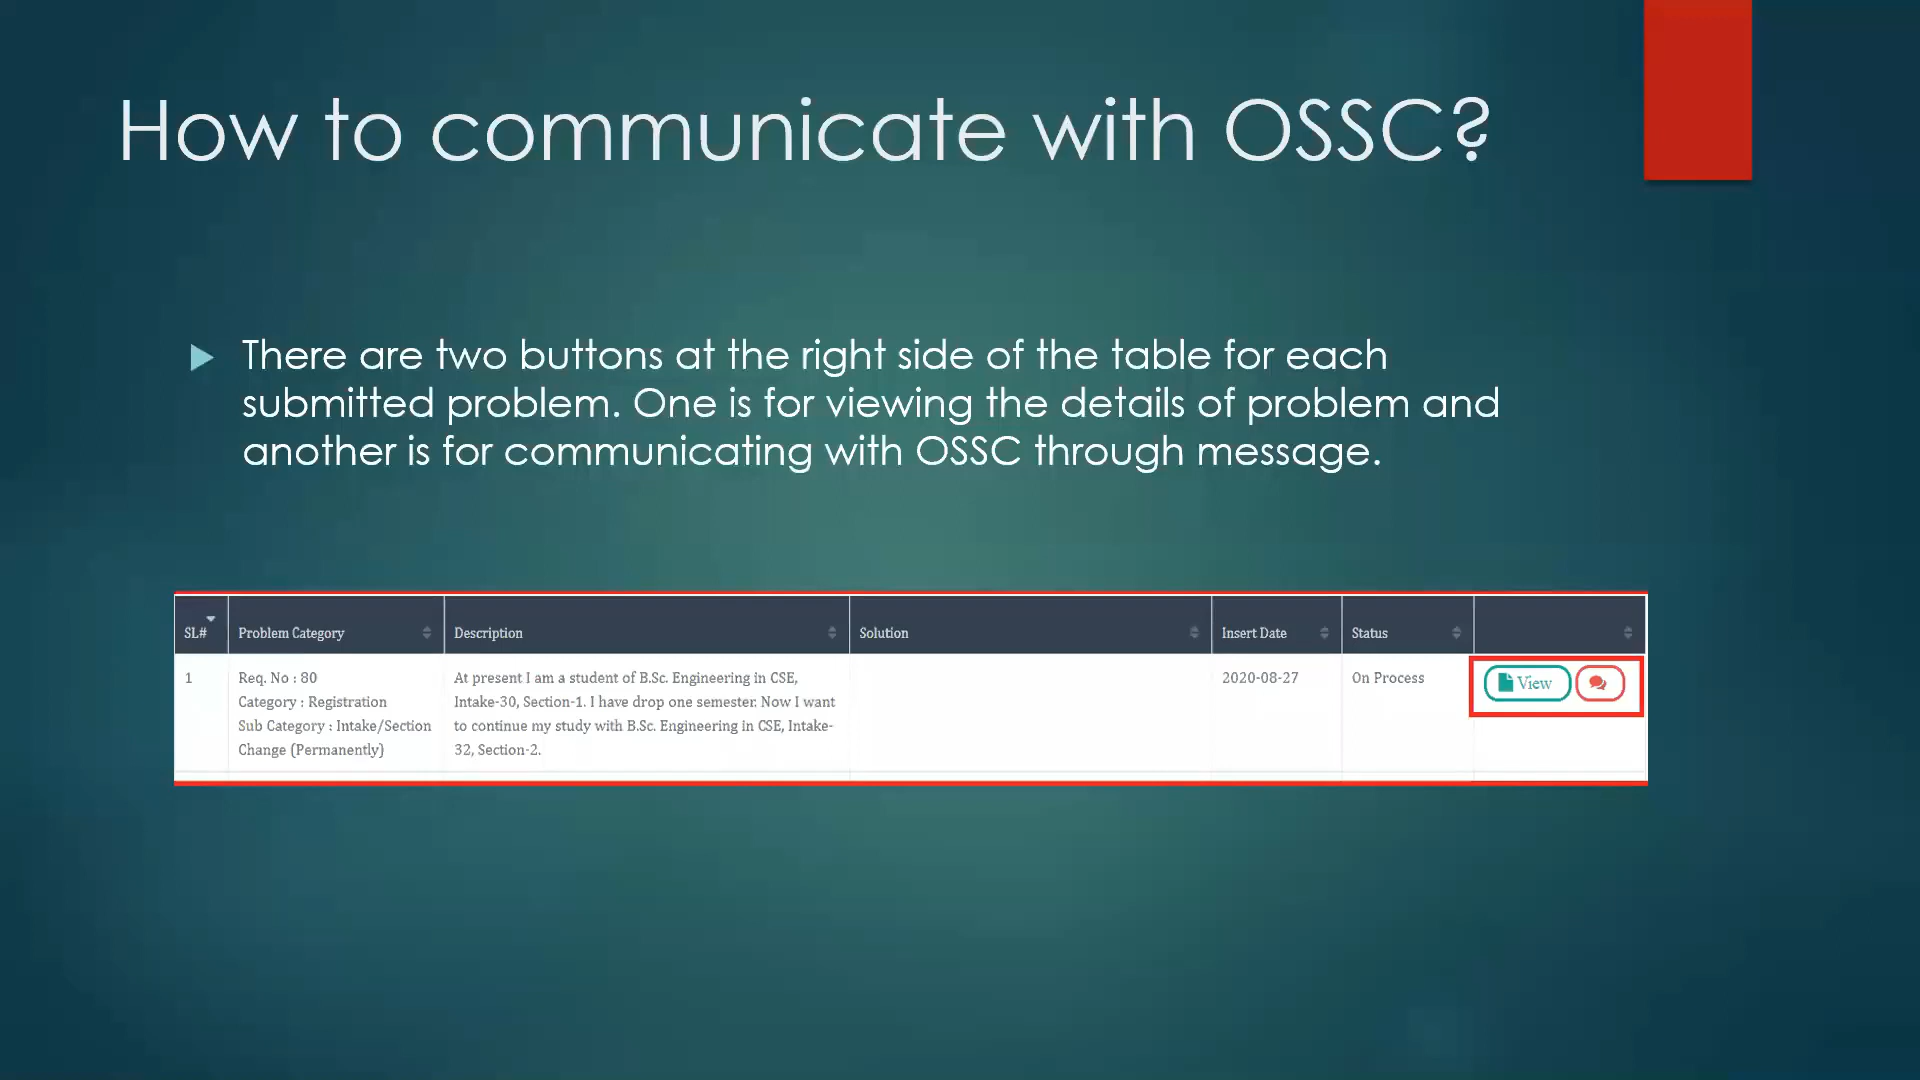 How to communicate with OSSC?
There are two buttons at the right side of the table for each
submitted problem. One is for viewing the details of problem and
another is for communicating with OSSC through message.
SL# Problem Category Description Solution Insert Date Status
1 Req. No : 80 At present I am a student of B.Sc. Engineering in CSE, 2020-08-27 On Process View
Category : Registration Intake-30, Section-1. I have drop one semester. Now I want
Sub Category : Intake/Section to continue my study with B.Sc. Engineering in CSE, Intake-
Change (Permanently) 32, Section-2.